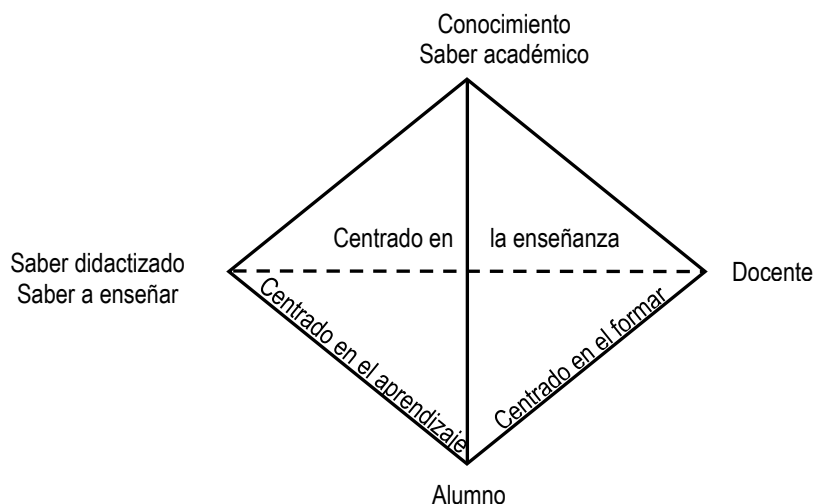 Conocimiento
Saber académico
Centrado en la enseñanza
Saber didactizado
Saber a enseñar
Docente
Centrado en el aprendizaje
Centrado en el formar
Alumno